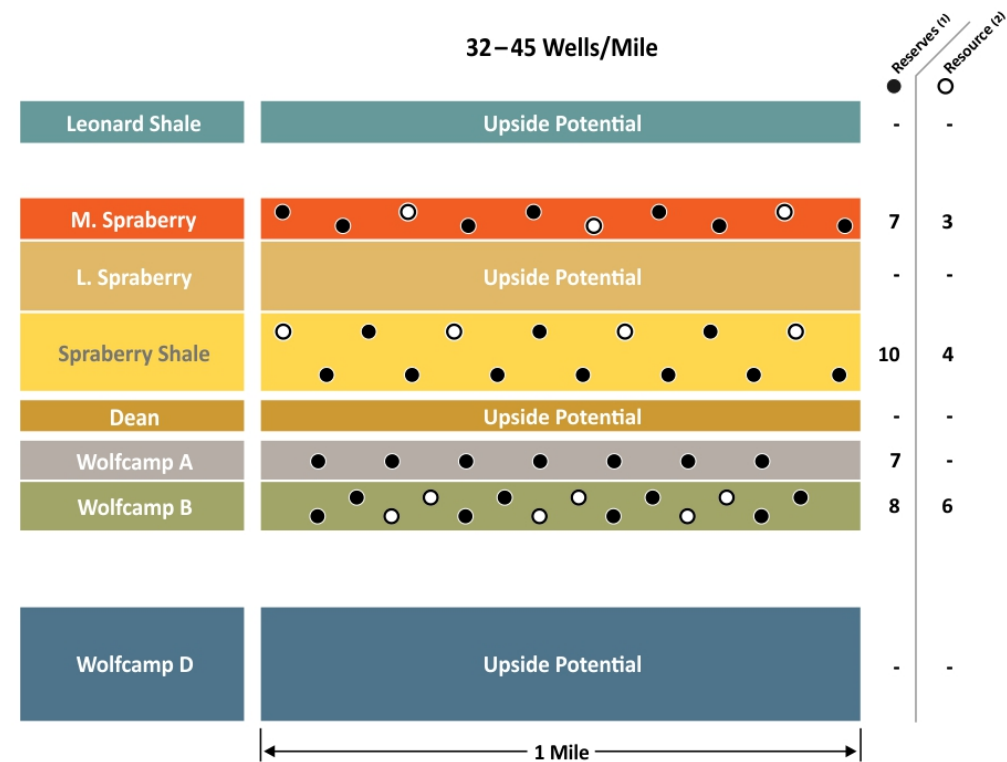 32–45 Wells/Mile
Reserves (1)
Resource (2)
Leonard Shale Upside Potential - -
M. Spraberry 7 3
L. Spraberry Upside Potential - -
Spraberry Shale 10 4
Dean Upside Potential - -
Wolfcamp A 7 -
Wolfcamp B 8 6
Wolfcamp D Upside Potential - -
1 Mile